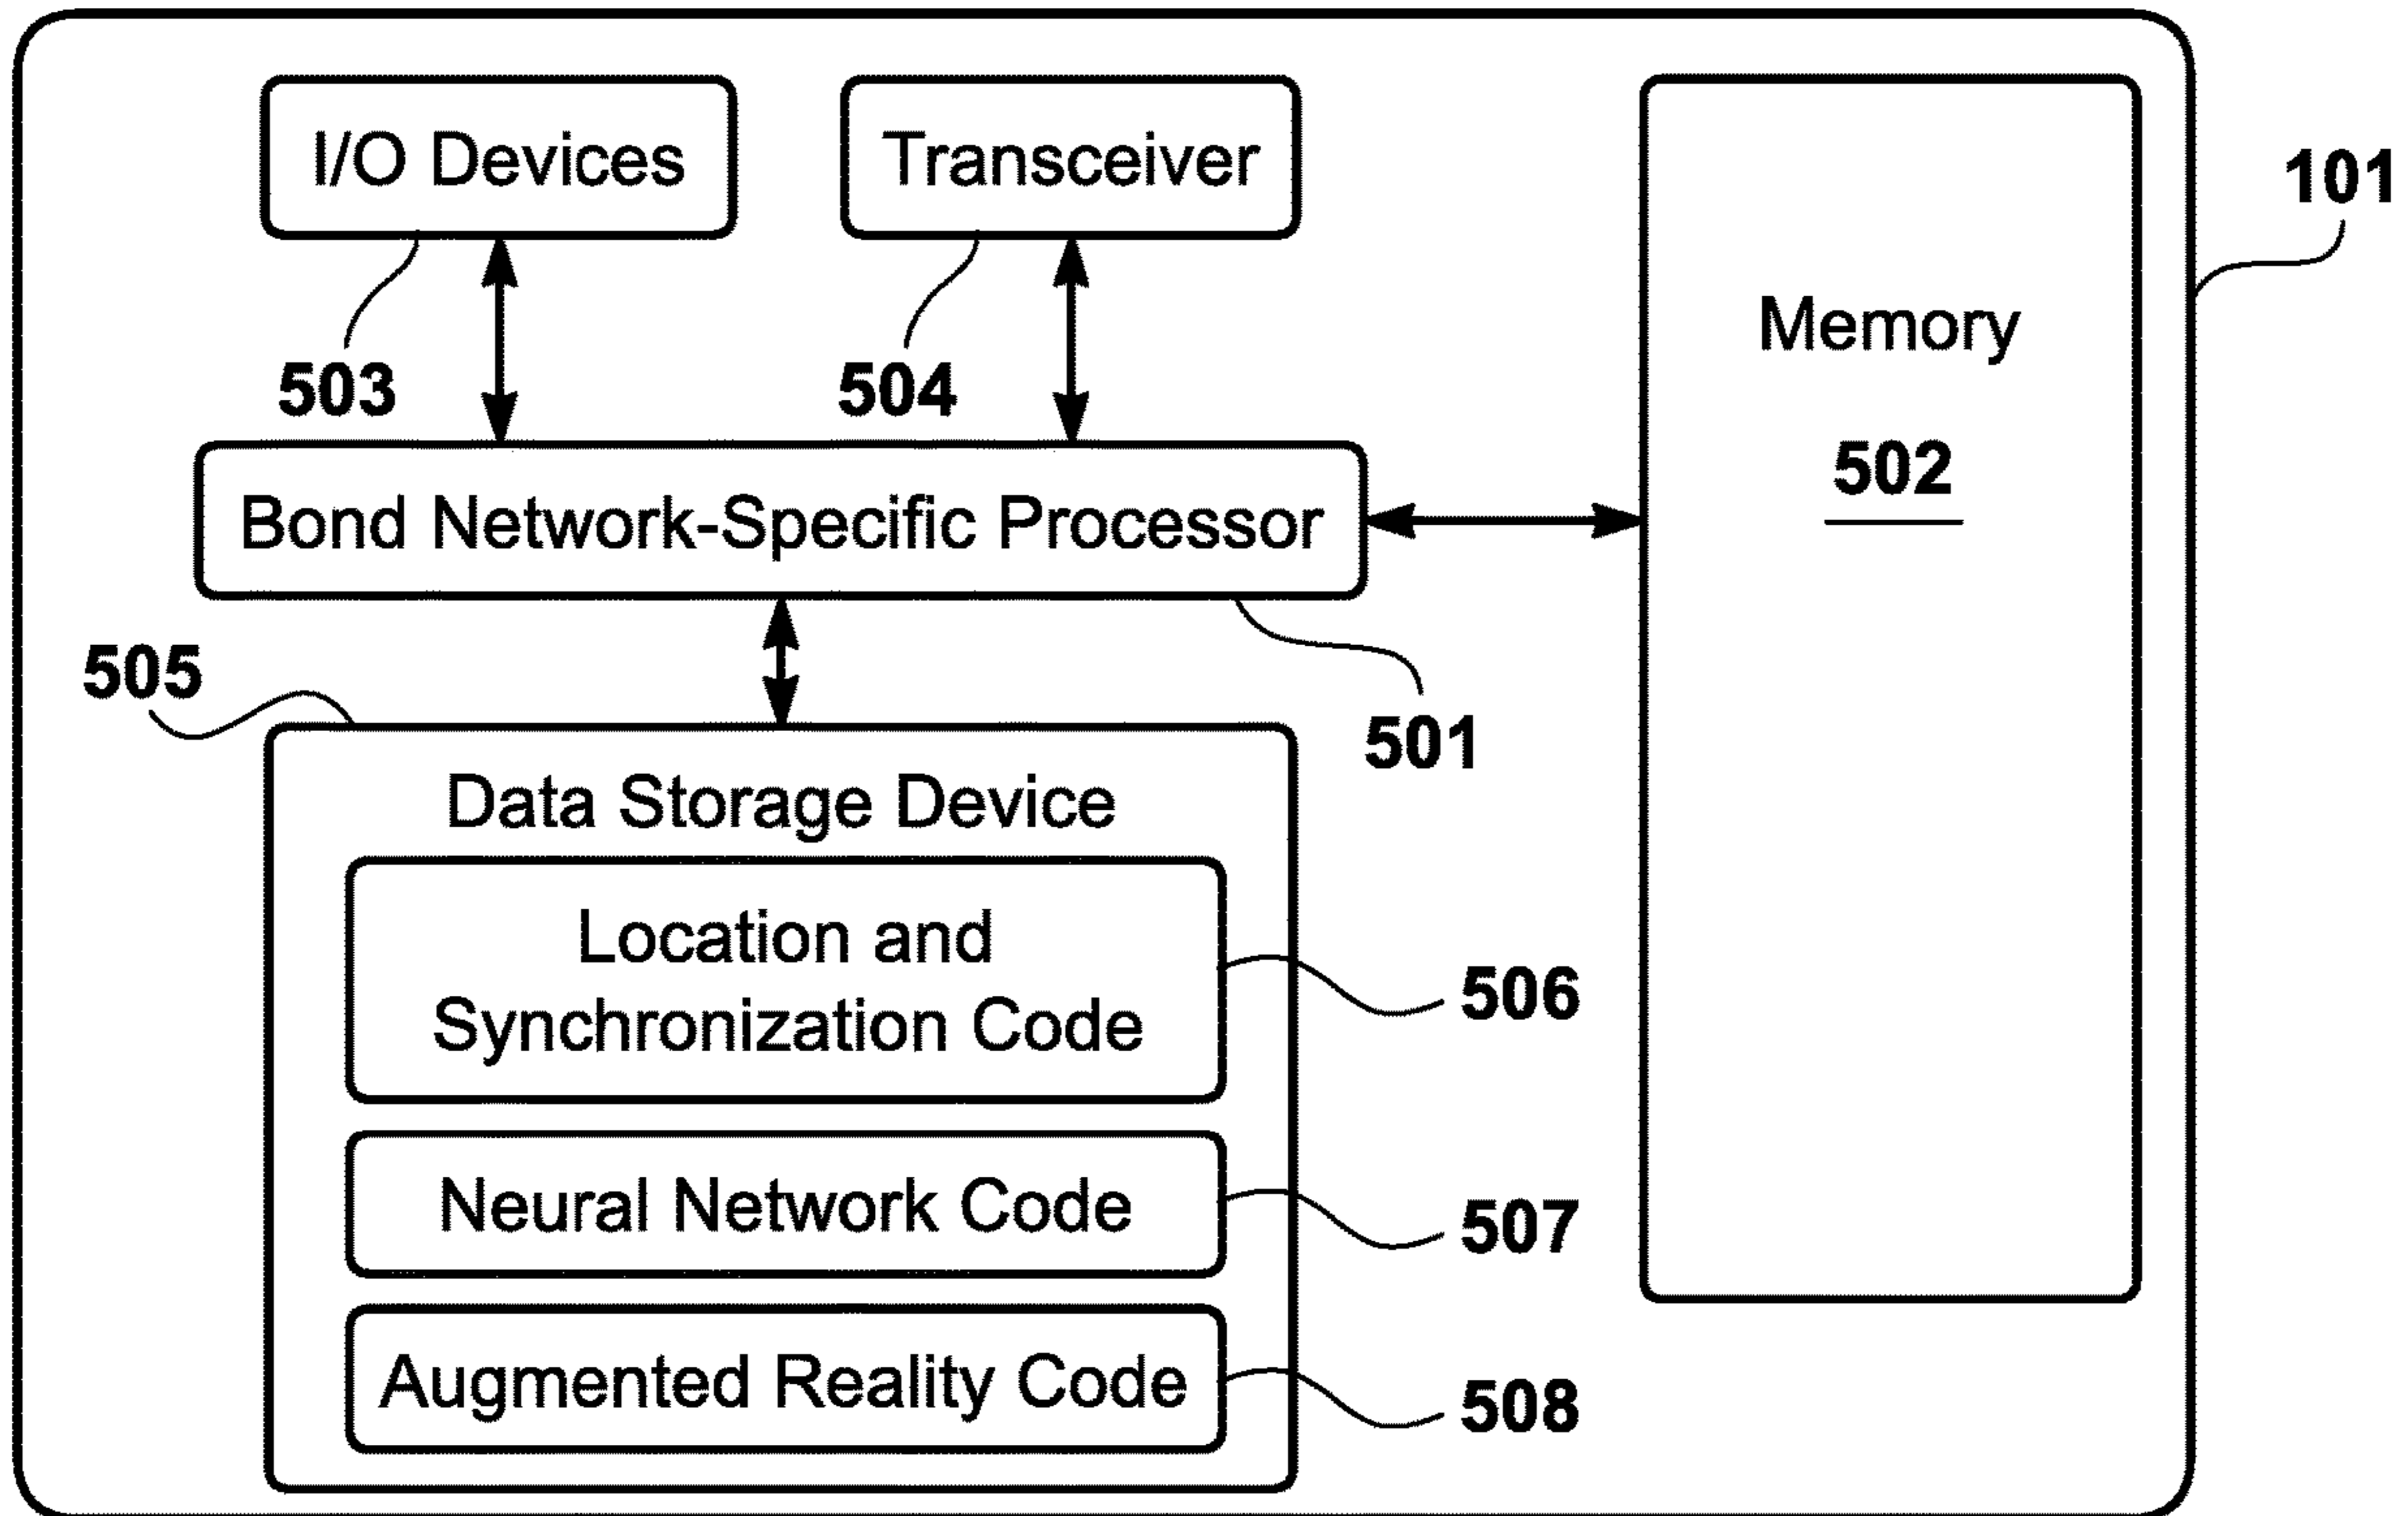 I/O Devices
Transceiver
101
Memory
503
504
502
Bond Network-Specific Processor
505
501
Data Storage Device
Location and
Synchronization Code
506
Neural Network Code
507
Augmented Reality Code
508